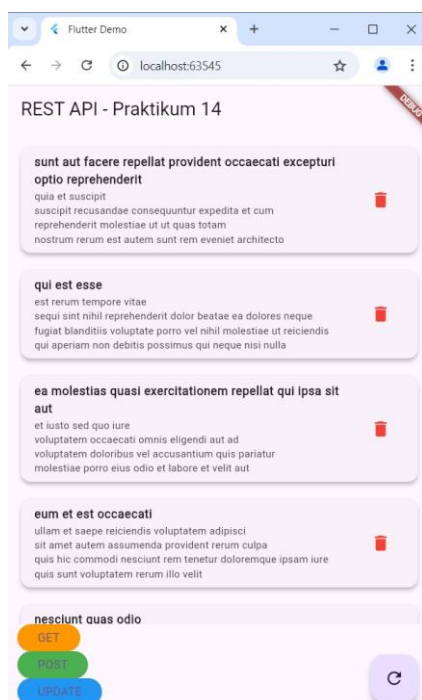 Flutter Demo
localhost:63545
REST API - Praktikum 14
DEBUG
sunt aut facere repellat provident occaecati excepturi
optio reprehenderit
quia et suscipit
suscipit recusandae consequuntur expedita et cum
reprehenderit molestiae ut ut quas totam
nostrum rerum est autem sunt rem eveniet architecto
qui est esse
est rerum tempore vitae
sequi sint nihil reprehenderit dolor beatae ea dolores neque
fugiat blanditiis voluptate porro vel nihil molestiae ut reiciendis
qui aperiam non debitis possimus qui neque nisi nulla
ea molestias quasi exercitationem repellat qui ipsa sit
aut
et iusto sed quo iure
voluptatem occaecati omnis eligendi aut ad
voluptatem doloribus vel accusantium quis pariatur
molestiae porro eius odio et labore et velit aut
eum et est occaecati
ullam et saepe reiciendis voluptatem adipisci
sit amet autem assumenda provident rerum culpa
quis hic commodi nesciunt rem tenetur doloremque ipsam iure
quis sunt voluptatem rerum illo velit
nesciunt quas odio
GET
POST
UPDATE